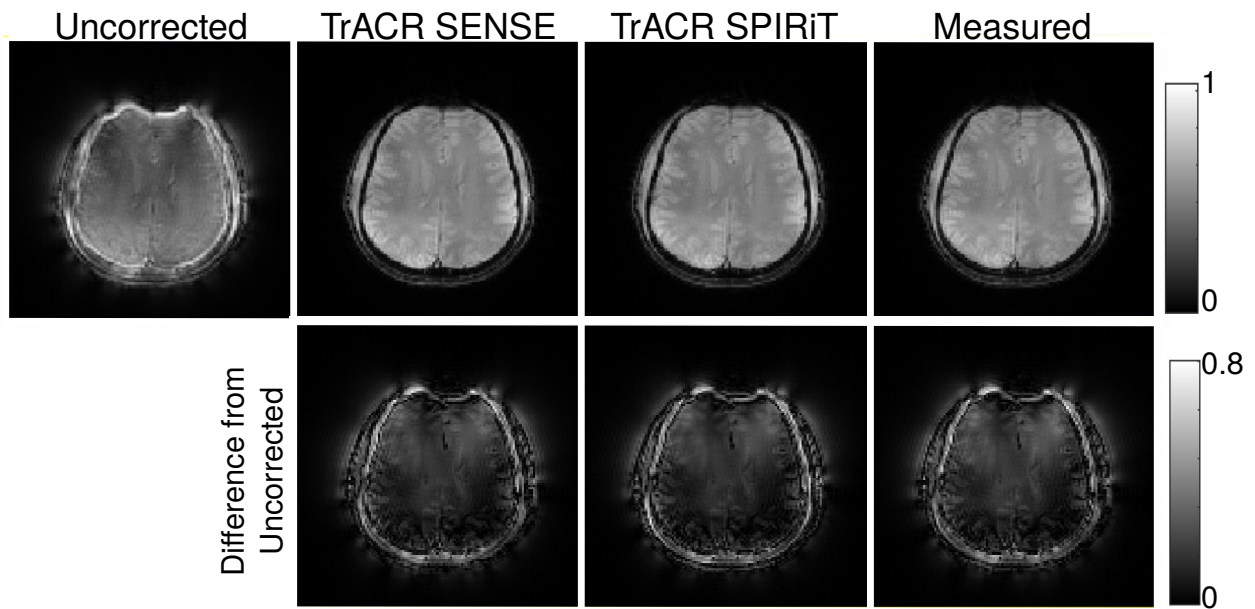 Uncorrected TrACR SENSE TrACR SPIRiT Measured
1
0
Difference from
Uncorrected
0.8
0